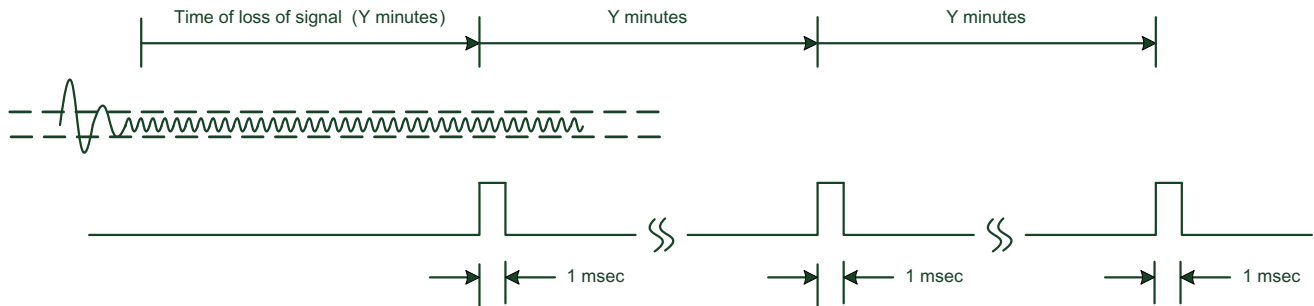 Time of loss of signal (Y minutes)
Y minutes
Y minutes
1 msec
1 msec
1 msec